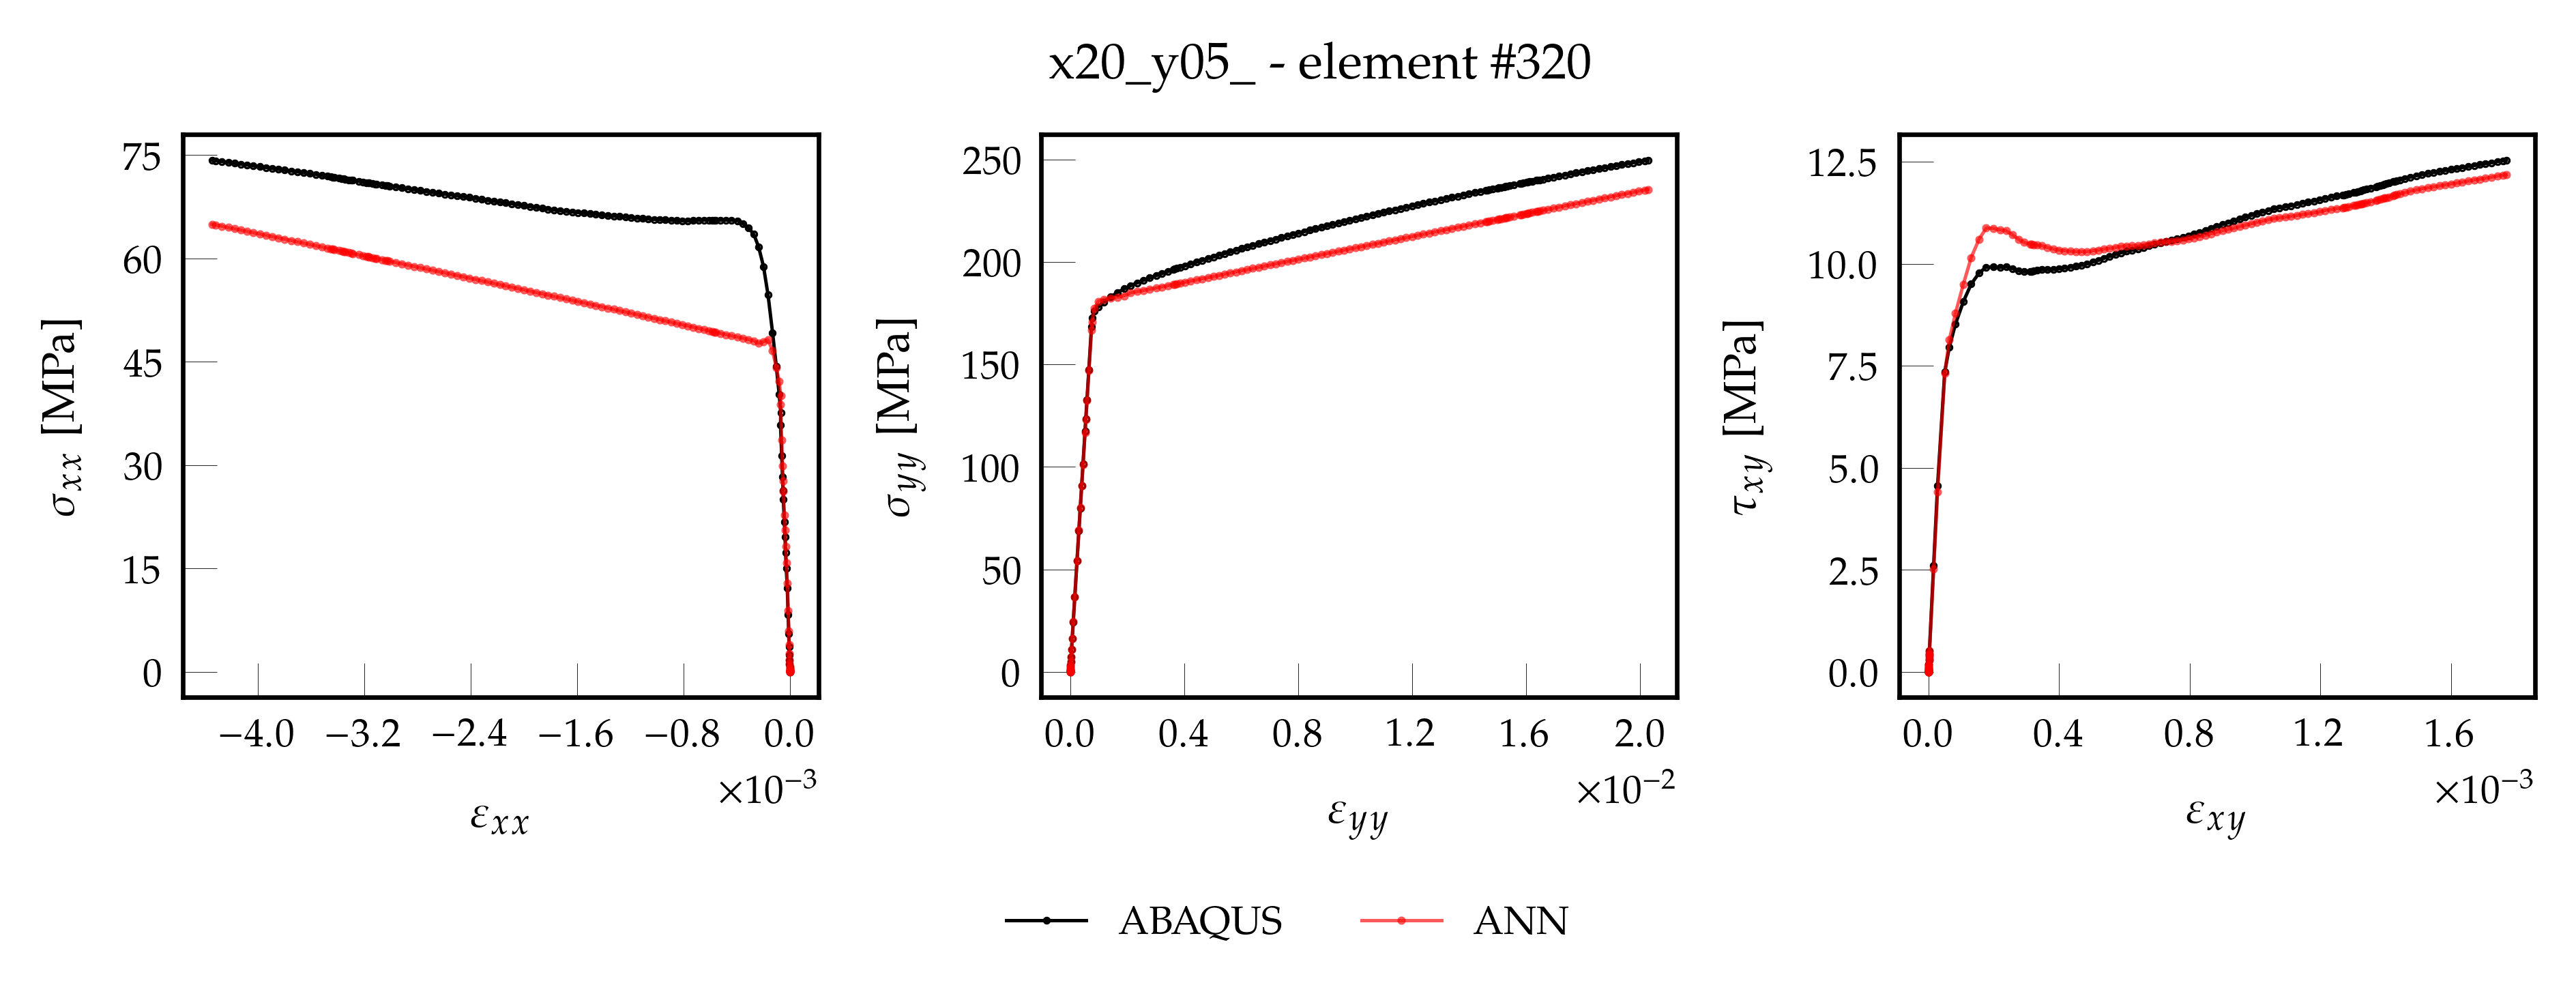 x20_y05_ - element #320
σxx [MPa]
75
60
45
30
15
0
−4.0 −3.2 −2.4 −1.6 −0.8 0.0
×10−3
εxx
σyy [MPa]
250
200
150
100
50
0
0.0 0.4 0.8 1.2 1.6 2.0
×10−2
εyy
τxy [MPa]
12.5
10.0
7.5
5.0
2.5
0.0
0.0 0.4 0.8 1.2 1.6
×10−3
εxy
ABAQUS ANN